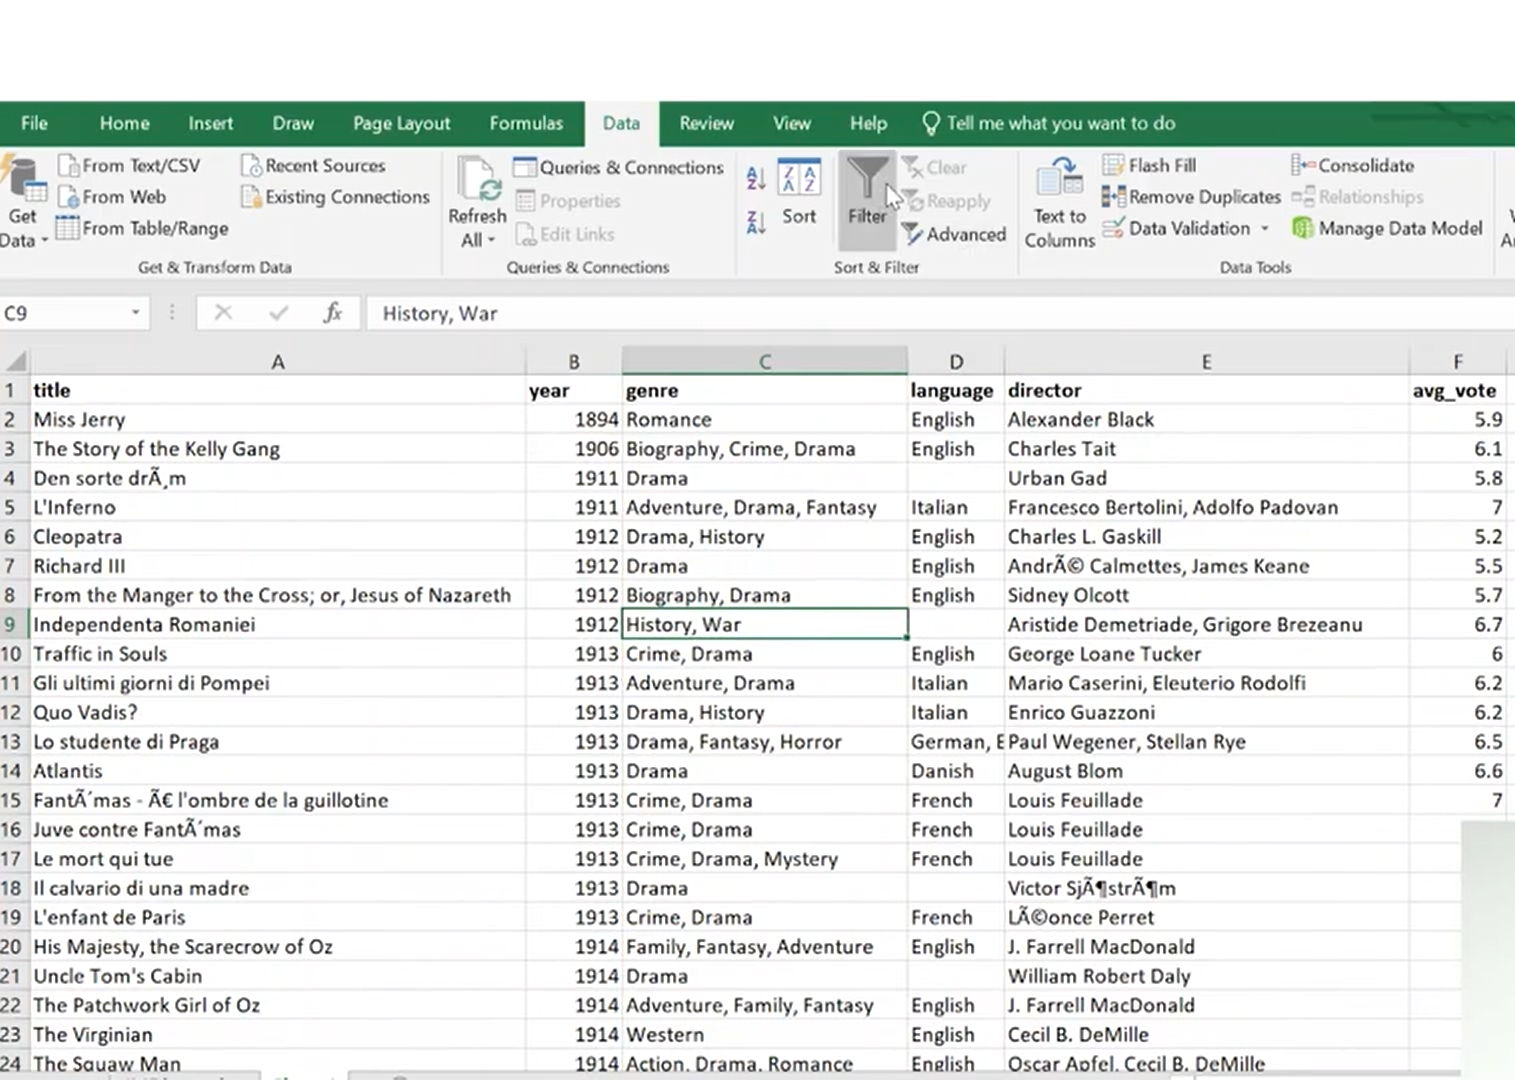 File Home Insert Draw Page Layout Formulas Data Review View Help Tell me what you want to do
Get Data
From Text/CSV
From Web
From Table/Range
Recent Sources
Existing Connections
Get & Transform Data
Refresh All
Queries & Connections
Properties
Edit Links
Queries & Connections
Sort
Filter
Clear
Reapply
Advanced
Sort & Filter
Text to Columns
Flash Fill
Remove Duplicates
Data Validation
Consolidate
Relationships
Manage Data Model
Data Tools
C9 fx History, War
A B C D E F
1 title year genre language director avg_vote
2 Miss Jerry 1894 Romance English Alexander Black 5.9
3 The Story of the Kelly Gang 1906 Biography, Crime, Drama English Charles Tait 6.1
4 Den sorte drÃ¸m 1911 Drama Urban Gad 5.8
5 L'Inferno 1911 Adventure, Drama, Fantasy Italian Francesco Bertolini, Adolfo Padovan 7
6 Cleopatra 1912 Drama, History English Charles L. Gaskill 5.2
7 Richard III 1912 Drama English AndrÃ© Calmettes, James Keane 5.5
8 From the Manger to the Cross; or, Jesus of Nazareth 1912 Biography, Drama English Sidney Olcott 5.7
9 Independenta Romaniei 1912 History, War Aristide Demetriade, Grigore Brezeanu 6.7
10 Traffic in Souls 1913 Crime, Drama English George Loane Tucker 6
11 Gli ultimi giorni di Pompei 1913 Adventure, Drama Italian Mario Caserini, Eleuterio Rodolfi 6.2
12 Quo Vadis? 1913 Drama, History Italian Enrico Guazzoni 6.2
13 Lo studente di Praga 1913 Drama, Fantasy, Horror German, E Paul Wegener, Stellan Rye 6.5
14 Atlantis 1913 Drama Danish August Blom 6.6
15 FantÃ´mas - Ã€ l'ombre de la guillotine 1913 Crime, Drama French Louis Feuillade 7
16 Juve contre FantÃ´mas 1913 Crime, Drama French Louis Feuillade
17 Le mort qui tue 1913 Crime, Drama, Mystery French Louis Feuillade
18 Il calvario di una madre 1913 Drama Victor SjÃ¶strÃ¶m
19 L'enfant de Paris 1913 Crime, Drama French LÃ©once Perret
20 His Majesty, the Scarecrow of Oz 1914 Family, Fantasy, Adventure English J. Farrell MacDonald
21 Uncle Tom's Cabin 1914 Drama William Robert Daly
22 The Patchwork Girl of Oz 1914 Adventure, Family, Fantasy English J. Farrell MacDonald
23 The Virginian 1914 Western English Cecil B. DeMille
24 The Squaw Man 1914 Action, Drama, Romance English Oscar Apfel, Cecil B. DeMille